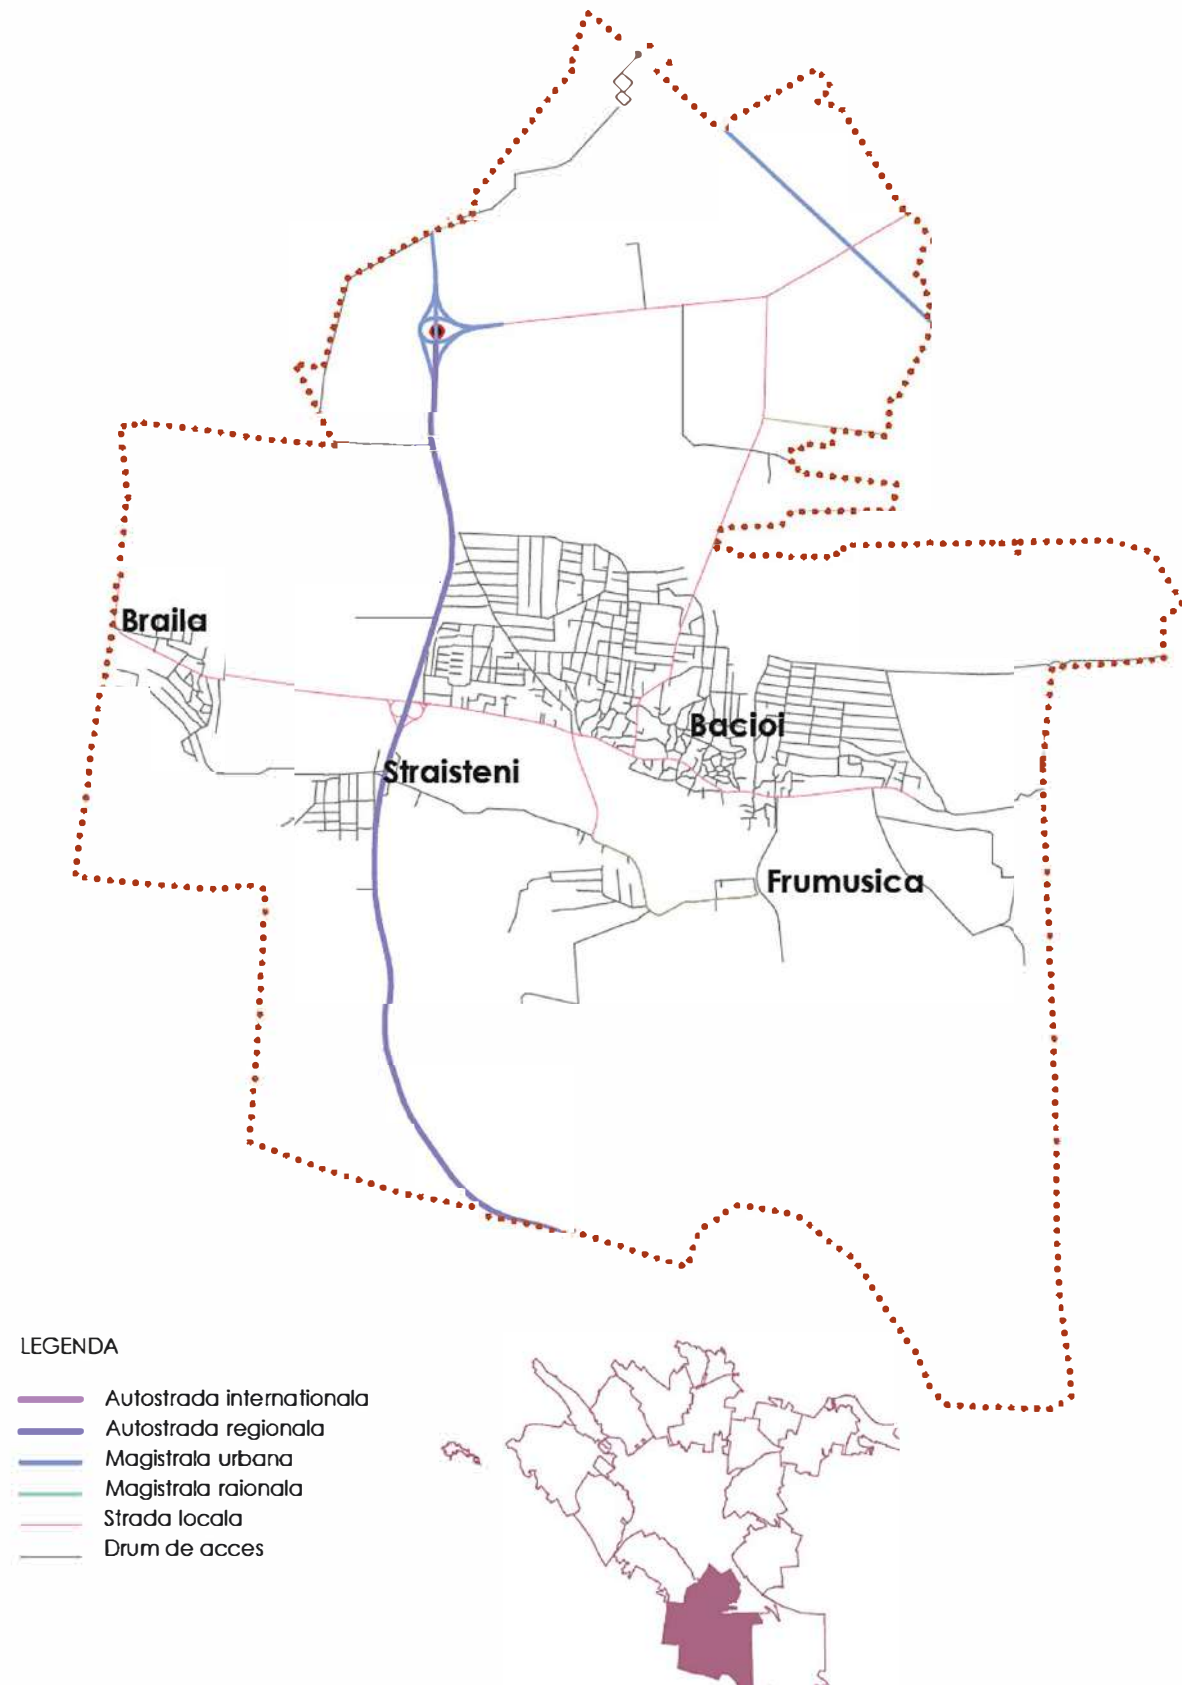 Braila
Bacioi
Straisteni
Frumusica
LEGENDA
Autostrada internationala
Autostrada regionala
Magistrala urbana
Magistrala raionala
Strada locala
Drum de acces